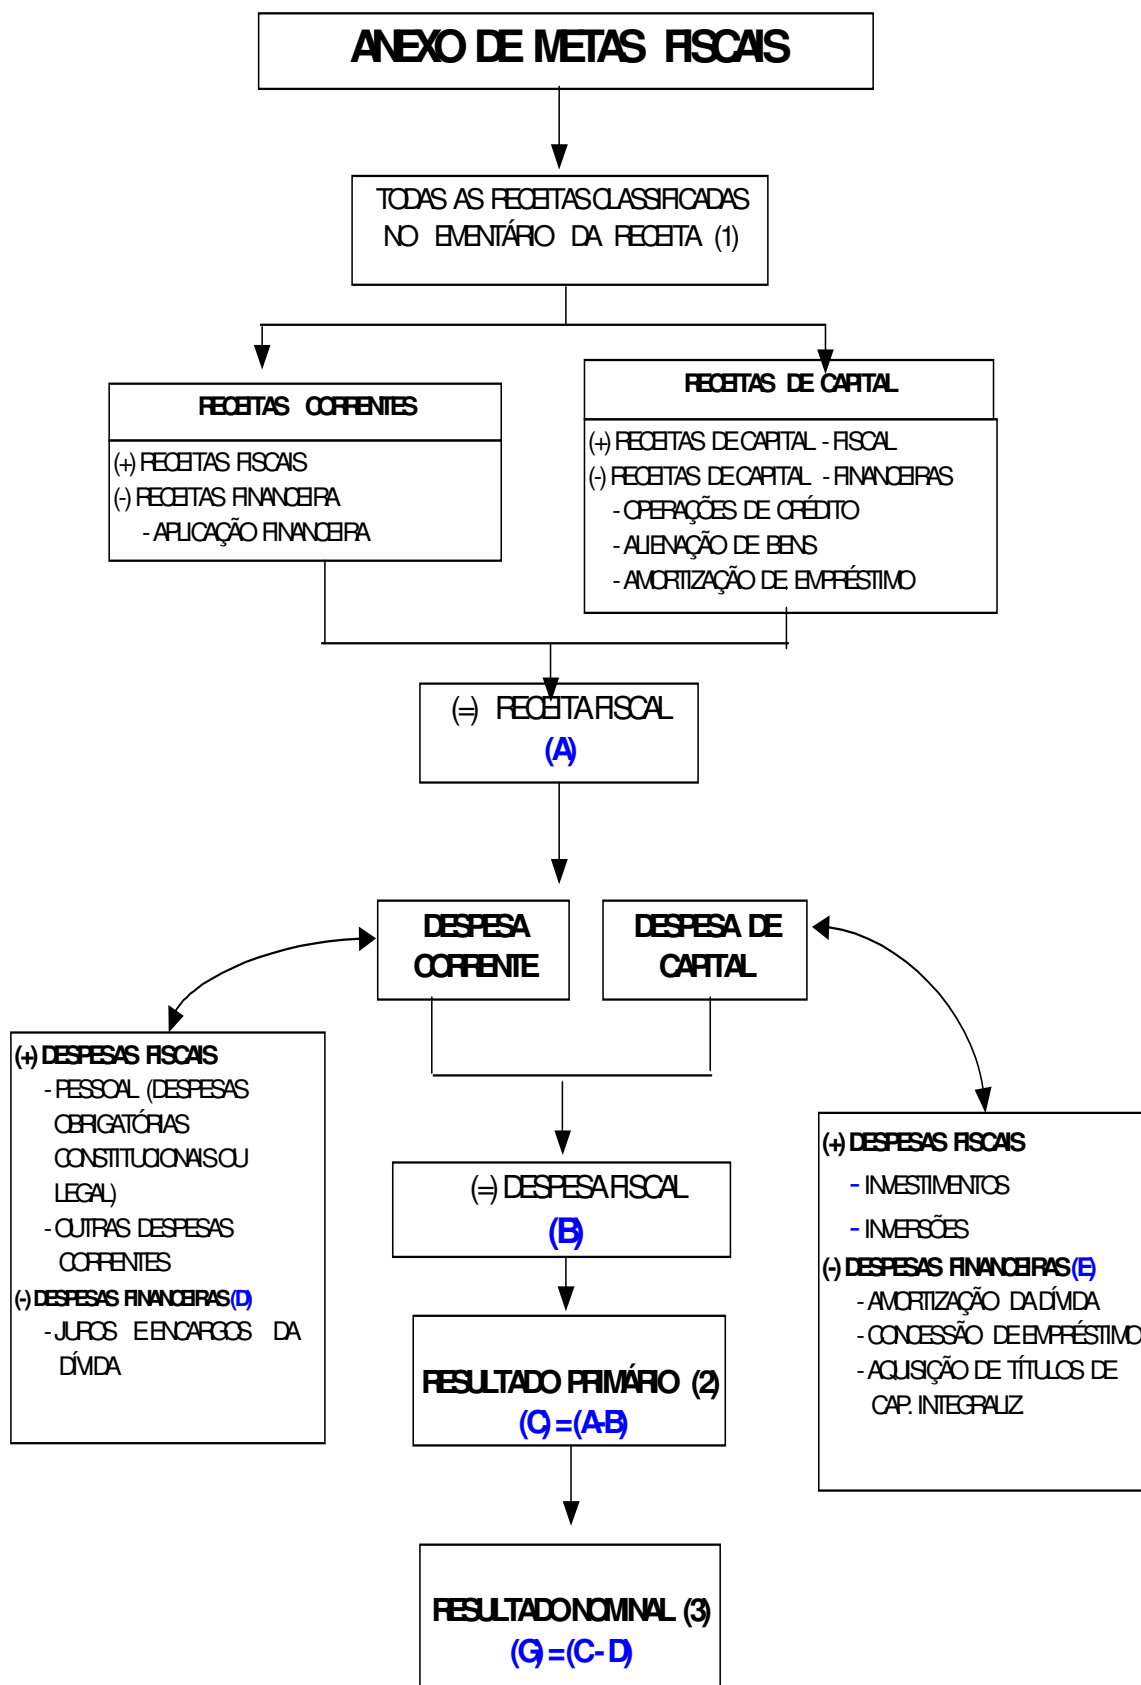 ANEXO DE METAS FISCAIS
TODAS AS RECEITAS CLASSIFICADAS
NO EMENTÁRIO DA RECEITA (1)
RECEITAS CORRENTES
(+) RECEITAS FISCAIS
(-) RECEITAS FINANCEIRA
- APLICAÇÃO FINANCEIRA
RECEITAS DE CAPITAL
(+) RECEITAS DE CAPITAL - FISCAL
(-) RECEITAS DE CAPITAL - FINANCEIRAS
- OPERAÇÕES DE CRÉDITO
- ALIENAÇÃO DE BENS
- AMORTIZAÇÃO DE EMPRÉSTIMO
(=) RECEITA FISCAL
(A)
DESPESA
CORRENTE
DESPESA DE
CAPITAL
(+) DESPESAS FISCAIS
- PESSOAL (DESPESAS
OBRIGATÓRIAS
CONSTITUCIONAIS OU
LEGAL)
- OUTRAS DESPESAS
CORRENTES
(-) DESPESAS FINANCEIRAS (D)
- JUROS E ENCARGOS DA
DÍVIDA
(=) DESPESA FISCAL
(B)
(+) DESPESAS FISCAIS
- INVESTIMENTOS
- INVERSÕES
(-) DESPESAS FINANCEIRAS (E)
- AMORTIZAÇÃO DA DÍVIDA
- CONCESSÃO DE EMPRÉSTIMO
- AQUISIÇÃO DE TÍTULOS DE
CAP. INTEGRALIZ.
RESULTADO PRIMÁRIO (2)
(C) = (A-B)
RESULTADO NOMINAL (3)
(G) = (C - D)